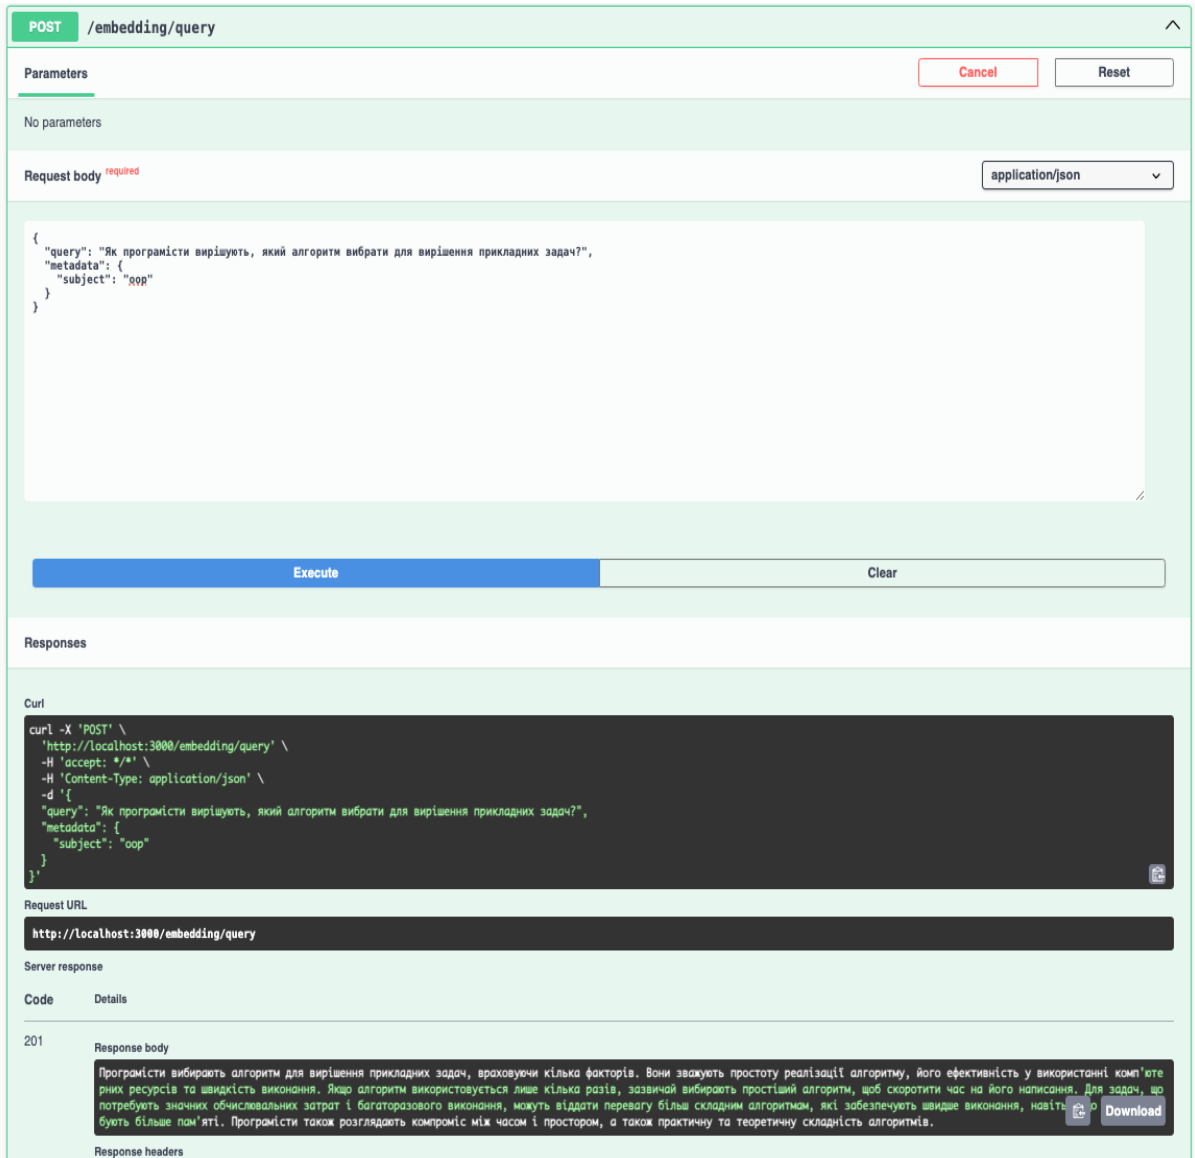 POST /embedding/query
Parameters
Cancel
Reset
No parameters
Request body required
application/json
{
"query": "Як програмісти вирішують, який алгоритм вибрати для вирішення прикладних задач?",
"metadata": {
"subject": "oop"
}
}
Execute
Clear
Responses
Curl
curl -X 'POST' \
'http://localhost:3000/embedding/query' \
-H 'accept: */*' \
-H 'Content-Type: application/json' \
-d '{
"query": "Як програмісти вирішують, який алгоритм вибрати для вирішення прикладних задач?",
"metadata": {
"subject": "oop"
}
}'
Request URL
http://localhost:3000/embedding/query
Server response
Code Details
201
Response body
Програмісти вибирають алгоритм для вирішення прикладних задач, враховуючи кілька факторів. Вони зважують простоту реалізації алгоритму, його ефективність у використанні комп'юте
рних ресурсів та швидкість виконання. Якщо алгоритм використовується лише кілька разів, зазвичай вибирають простіший алгоритм, щоб скоротити час на його написання. Для задач, що
потребують значних обчислювальних затрат і багаторазового виконання, можуть віддати перевагу більш складним алгоритмам, які забезпечують швидше виконання, навіть
бують більше пам'яті. Програмісти також розглядають компроміс між часом і простором, а також практичну та теоретичну складність алгоритмів.
Download
Response headers